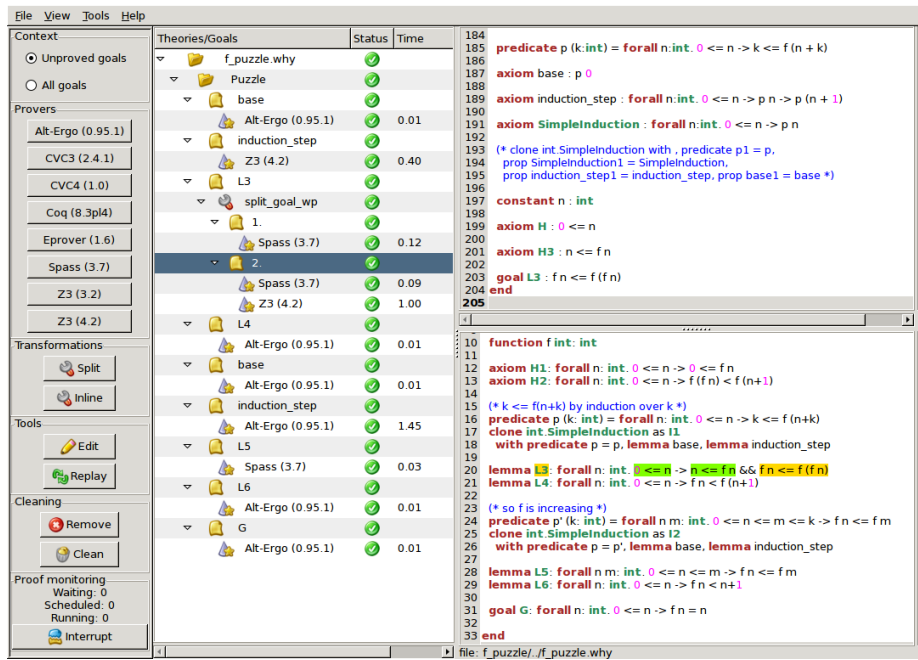 File View Tools Help
Context
Unproved goals
All goals
Provers
Alt-Ergo (0.95.1)
CVC3 (2.4.1)
CVC4 (1.0)
Coq (8.3pl4)
Eprover (1.6)
Spass (3.7)
Z3 (3.2)
Z3 (4.2)
Transformations
Split
Inline
Tools
Edit
Replay
Cleaning
Remove
Clean
Proof monitoring
Waiting: 0
Scheduled: 0
Running: 0
Interrupt
Theories/Goals Status Time
f_puzzle.why
Puzzle
base
Alt-Ergo (0.95.1) 0.01
induction_step
Z3 (4.2) 0.40
L3
split_goal_wp
1.
Spass (3.7) 0.12
2.
Spass (3.7) 0.09
Z3 (4.2) 1.00
L4
Alt-Ergo (0.95.1) 0.01
base
Alt-Ergo (0.95.1) 0.01
induction_step
Alt-Ergo (0.95.1) 1.45
L5
Spass (3.7) 0.03
L6
Alt-Ergo (0.95.1) 0.01
G
Alt-Ergo (0.95.1) 0.01
184
185 predicate p (k:int) = forall n:int. 0 <= n -> k <= f (n + k)
186
187 axiom base : p 0
188
189 axiom induction_step : forall n:int. 0 <= n -> p n -> p (n + 1)
190
191 axiom SimpleInduction : forall n:int. 0 <= n -> p n
192
193 (* clone int.SimpleInduction with , predicate p1 = p,
194 prop SimpleInduction1 = SimpleInduction,
195 prop induction_step1 = induction_step, prop base1 = base *)
196
197 constant n : int
198
199 axiom H : 0 <= n
200
201 axiom H3 : n <= f n
202
203 goal L3 : f n <= f (f n)
204 end
205
10 function f int: int
11
12 axiom H1: forall n: int. 0 <= n -> 0 <= f n
13 axiom H2: forall n: int. 0 <= n -> f (f n) < f (n+1)
14
15 (* k <= f(n+k) by induction over k *)
16 predicate p (k: int) = forall n: int. 0 <= n -> k <= f (n+k)
17 clone int.SimpleInduction as I1
18 with predicate p = p, lemma base, lemma induction_step
19
20 lemma L3: forall n: int. 0 <= n -> n <= f n && f n <= f (f n)
21 lemma L4: forall n: int. 0 <= n -> f n < f (n+1)
22
23 (* so f is increasing *)
24 predicate p' (k: int) = forall n m: int. 0 <= n <= m <= k -> f n <= f m
25 clone int.SimpleInduction as I2
26 with predicate p = p', lemma base, lemma induction_step
27
28 lemma L5: forall n m: int. 0 <= n <= m -> f n <= f m
29 lemma L6: forall n: int. 0 <= n -> f n < n+1
30
31 goal G: forall n: int. 0 <= n -> f n = n
32
33 end
file: f_puzzle/../f_puzzle.why